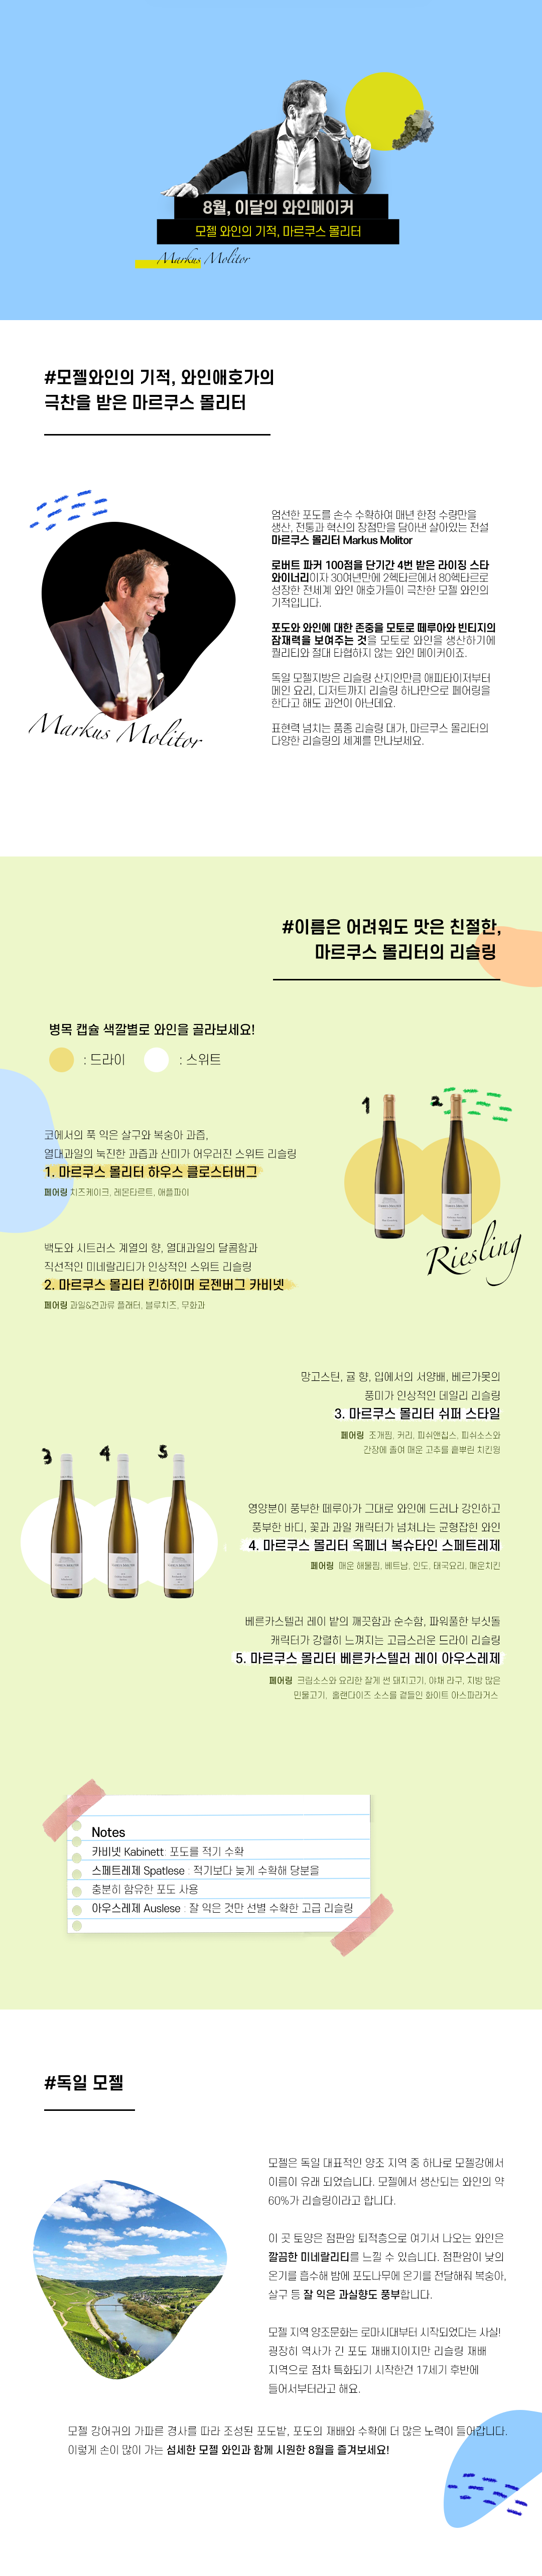 8월, 이달의 와인메이커
모젤 와인의 기적, 마르쿠스 몰리터
Markus Molitor
#모젤와인의 기적, 와인애호가의
극찬을 받은 마르쿠스 몰리터
엄선한 포도를 손수 수확하여 매년 한정 수량만을
생산, 전통과 혁신의 장점만을 담아낸 살아있는 전설
마르쿠스 몰리터 Markus Molitor
로버트 파커 100점을 단기간 4번 받은 라이징 스타
와이너리이자 30여년만에 2헥타르에서 80헥타르로
성장한 전세계 와인 애호가들이 극찬한 모젤 와인의
기적입니다.
포도와 와인에 대한 존중을 모토로 떼루아와 빈티지의
잠재력을 보여주는 것을 모토로 와인을 생산하기에
퀄리티와 절대 타협하지 않는 와인 메이커이죠.
독일 모젤지방은 리슬링 산지인만큼 애피타이저부터
메인 요리, 디저트까지 리슬링 하나만으로 페어링을
한다고 해도 과언이 아닌데요.
표현력 넘치는 품종 리슬링 대가, 마르쿠스 몰리터의
다양한 리슬링의 세계를 만나보세요.
Markus Molitor
#이름은 어려워도 맛은 친절한,
마르쿠스 몰리터의 리슬링
병목 캡슐 색깔별로 와인을 골라보세요!
: 드라이 : 스위트
코에서의 푹 익은 살구와 복숭아 과즙,
열대과일의 눅진한 과즙과 산미가 어우러진 스위트 리슬링
1. 마르쿠스 몰리터 하우스 클로스터버그
페어링 치즈케이크, 레몬타르트, 애플파이
백도와 시트러스 계열의 향, 열대과일의 달콤함과
직선적인 미네랄리티가 인상적인 스위트 리슬링
2. 마르쿠스 몰리터 킨하이머 로젠버그 카비넷
페어링 과일&견과류 플래터, 블루치즈, 무화과
1 2
Riesling
망고스틴, 귤 향, 입에서의 서양배, 베르가못의
풍미가 인상적인 데일리 리슬링
3. 마르쿠스 몰리터 쉬퍼 스타일
페어링 조개찜, 커리, 피쉬앤칩스, 피쉬소스와
간장에 졸여 매운 고추를 흩뿌린 치킨윙
3 4 5
영양분이 풍부한 떼루아가 그대로 와인에 드러나 강인하고
풍부한 바디, 꽃과 과일 캐릭터가 넘쳐나는 균형잡힌 와인
4. 마르쿠스 몰리터 옥페너 복슈타인 스페트레제
페어링 매운 해물찜, 베트남, 인도, 태국요리, 매운치킨
베른카스텔러 레이 밭의 깨끗함과 순수함, 파워풀한 부싯돌
캐릭터가 강렬히 느껴지는 고급스러운 드라이 리슬링
5. 마르쿠스 몰리터 베른카스텔러 레이 아우스레제
페어링 크림소스와 요리한 잘게 썬 돼지고기, 야채 라구, 지방 많은
민물고기, 홀랜다이즈 소스를 곁들인 화이트 아스파라거스
Notes
카비넷 Kabinett: 포도를 적기 수확
스페트레제 Spatlese : 적기보다 늦게 수확해 당분을
충분히 함유한 포도 사용
아우스레제 Auslese : 잘 익은 것만 선별 수확한 고급 리슬링
#독일 모젤
모젤은 독일 대표적인 양조 지역 중 하나로 모젤강에서
이름이 유래 되었습니다. 모젤에서 생산되는 와인의 약
60%가 리슬링이라고 합니다.
이 곳 토양은 점판암 퇴적층으로 여기서 나오는 와인은
깔끔한 미네랄리티를 느낄 수 있습니다. 점판암이 낮의
온기를 흡수해 밤에 포도나무에 온기를 전달해줘 복숭아,
살구 등 잘 익은 과실향도 풍부합니다.
모젤 지역 양조문화는 로마시대부터 시작되었다는 사실!
굉장히 역사가 긴 포도 재배지이지만 리슬링 재배
지역으로 점차 특화되기 시작한건 17세기 후반에
들어서부터라고 해요.
모젤 강어귀의 가파른 경사를 따라 조성된 포도밭, 포도의 재배와 수확에 더 많은 노력이 들어갑니다.
이렇게 손이 많이 가는 섬세한 모젤 와인과 함께 시원한 8월을 즐겨보세요!